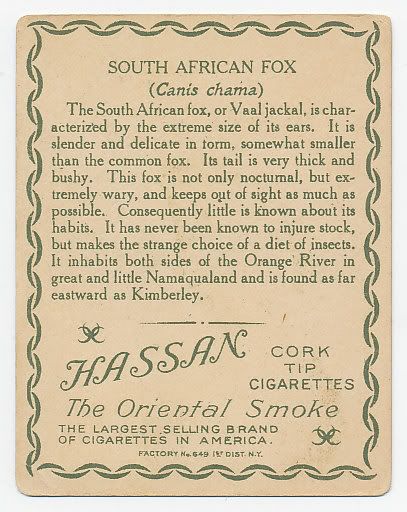 SOUTH AFRICAN FOX
(Canis chama)
The South African fox, or Vaal jackal, is char-
acterized by the extreme size of its ears. It is
slender and delicate in torm, somewhat smaller
than the common fox. Its tail is very thick and
bushy. This fox is not only nocturnal, but ex-
tremely wary, and keeps out of sight as much as
possible. Consequently little is known about its
habits. It has never been known to injure stock,
but makes the strange choice of a diet of insects.
It inhabits both sides of the Orange River in
great and little Namaqualand and is found as far
eastward as Kimberley.
HASSAN
CORK
TIP
CIGARETTES
The Oriental Smoke
THE LARGEST SELLING BRAND
OF CIGARETTES IN AMERICA.
FACTORY No. 649 1ST DIST. N.Y.